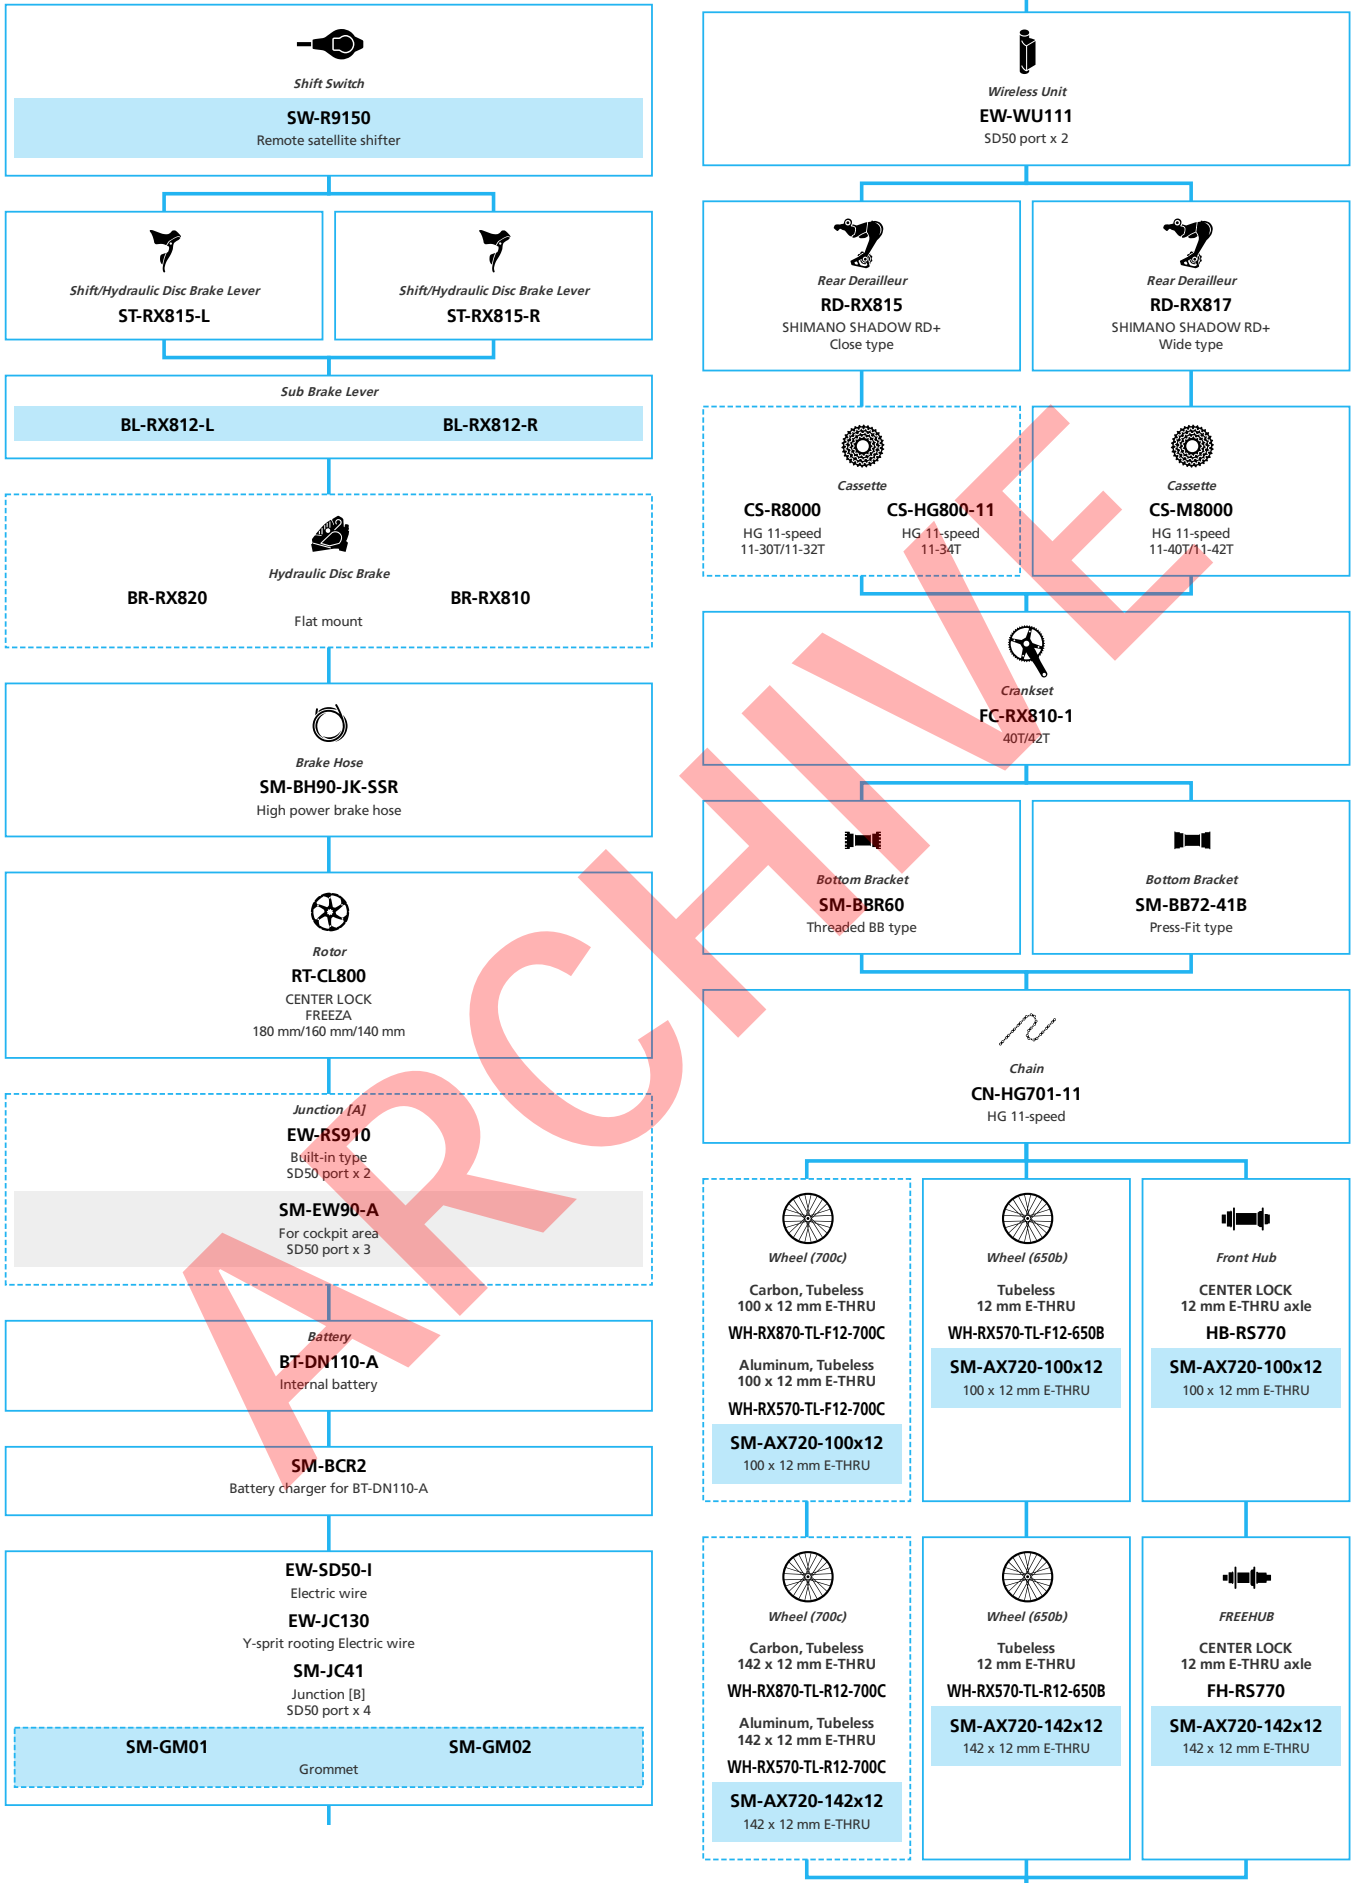 Shift Switch
SW-R9150
Remote satellite shifter
Shift/Hydraulic Disc Brake Lever
ST-RX815-L
Shift/Hydraulic Disc Brake Lever
ST-RX815-R
Sub Brake Lever
BL-RX812-L BL-RX812-R
Hydraulic Disc Brake
BR-RX820 BR-RX810
Flat mount
Brake Hose
SM-BH90-JK-SSR
High power brake hose
Rotor
RT-CL800
CENTER LOCK
FREEZA
180 mm/160 mm/140 mm
Junction [A]
EW-RS910
Built-in type
SD50 port x 2
SM-EW90-A
For cockpit area
SD50 port x 3
Battery
BT-DN110-A
Internal battery
SM-BCR2
Battery charger for BT-DN110-A
EW-SD50-I
Electric wire
EW-JC130
Y-sprit rooting Electric wire
SM-JC41
Junction [B]
SD50 port x 4
SM-GM01 SM-GM02
Grommet
Wireless Unit
EW-WU111
SD50 port x 2
Rear Derailleur
RD-RX815
SHIMANO SHADOW RD+
Close type
Rear Derailleur
RD-RX817
SHIMANO SHADOW RD+
Wide type
Cassette
CS-R8000 CS-HG800-11
HG 11-speed HG 11-speed
11-30T/11-32T 11-34T
Cassette
CS-M8000
HG 11-speed
11-40T/11-42T
Crankset
FC-RX810-1
40T/42T
Bottom Bracket
SM-BBR60
Threaded BB type
Bottom Bracket
SM-BB72-41B
Press-Fit type
Chain
CN-HG701-11
HG 11-speed
Wheel (700c)
Carbon, Tubeless
100 x 12 mm E-THRU
WH-RX870-TL-F12-700C
Aluminum, Tubeless
100 x 12 mm E-THRU
WH-RX570-TL-F12-700C
SM-AX720-100x12
100 x 12 mm E-THRU
Wheel (650b)
Tubeless
12 mm E-THRU
WH-RX570-TL-F12-650B
SM-AX720-100x12
100 x 12 mm E-THRU
Front Hub
CENTER LOCK
12 mm E-THRU axle
HB-RS770
SM-AX720-100x12
100 x 12 mm E-THRU
Wheel (700c)
Carbon, Tubeless
142 x 12 mm E-THRU
WH-RX870-TL-R12-700C
Aluminum, Tubeless
142 x 12 mm E-THRU
WH-RX570-TL-R12-700C
SM-AX720-142x12
142 x 12 mm E-THRU
Wheel (650b)
Tubeless
12 mm E-THRU
WH-RX570-TL-R12-650B
SM-AX720-142x12
142 x 12 mm E-THRU
FREEHUB
CENTER LOCK
12 mm E-THRU axle
FH-RS770
SM-AX720-142x12
142 x 12 mm E-THRU
ARCHIVE